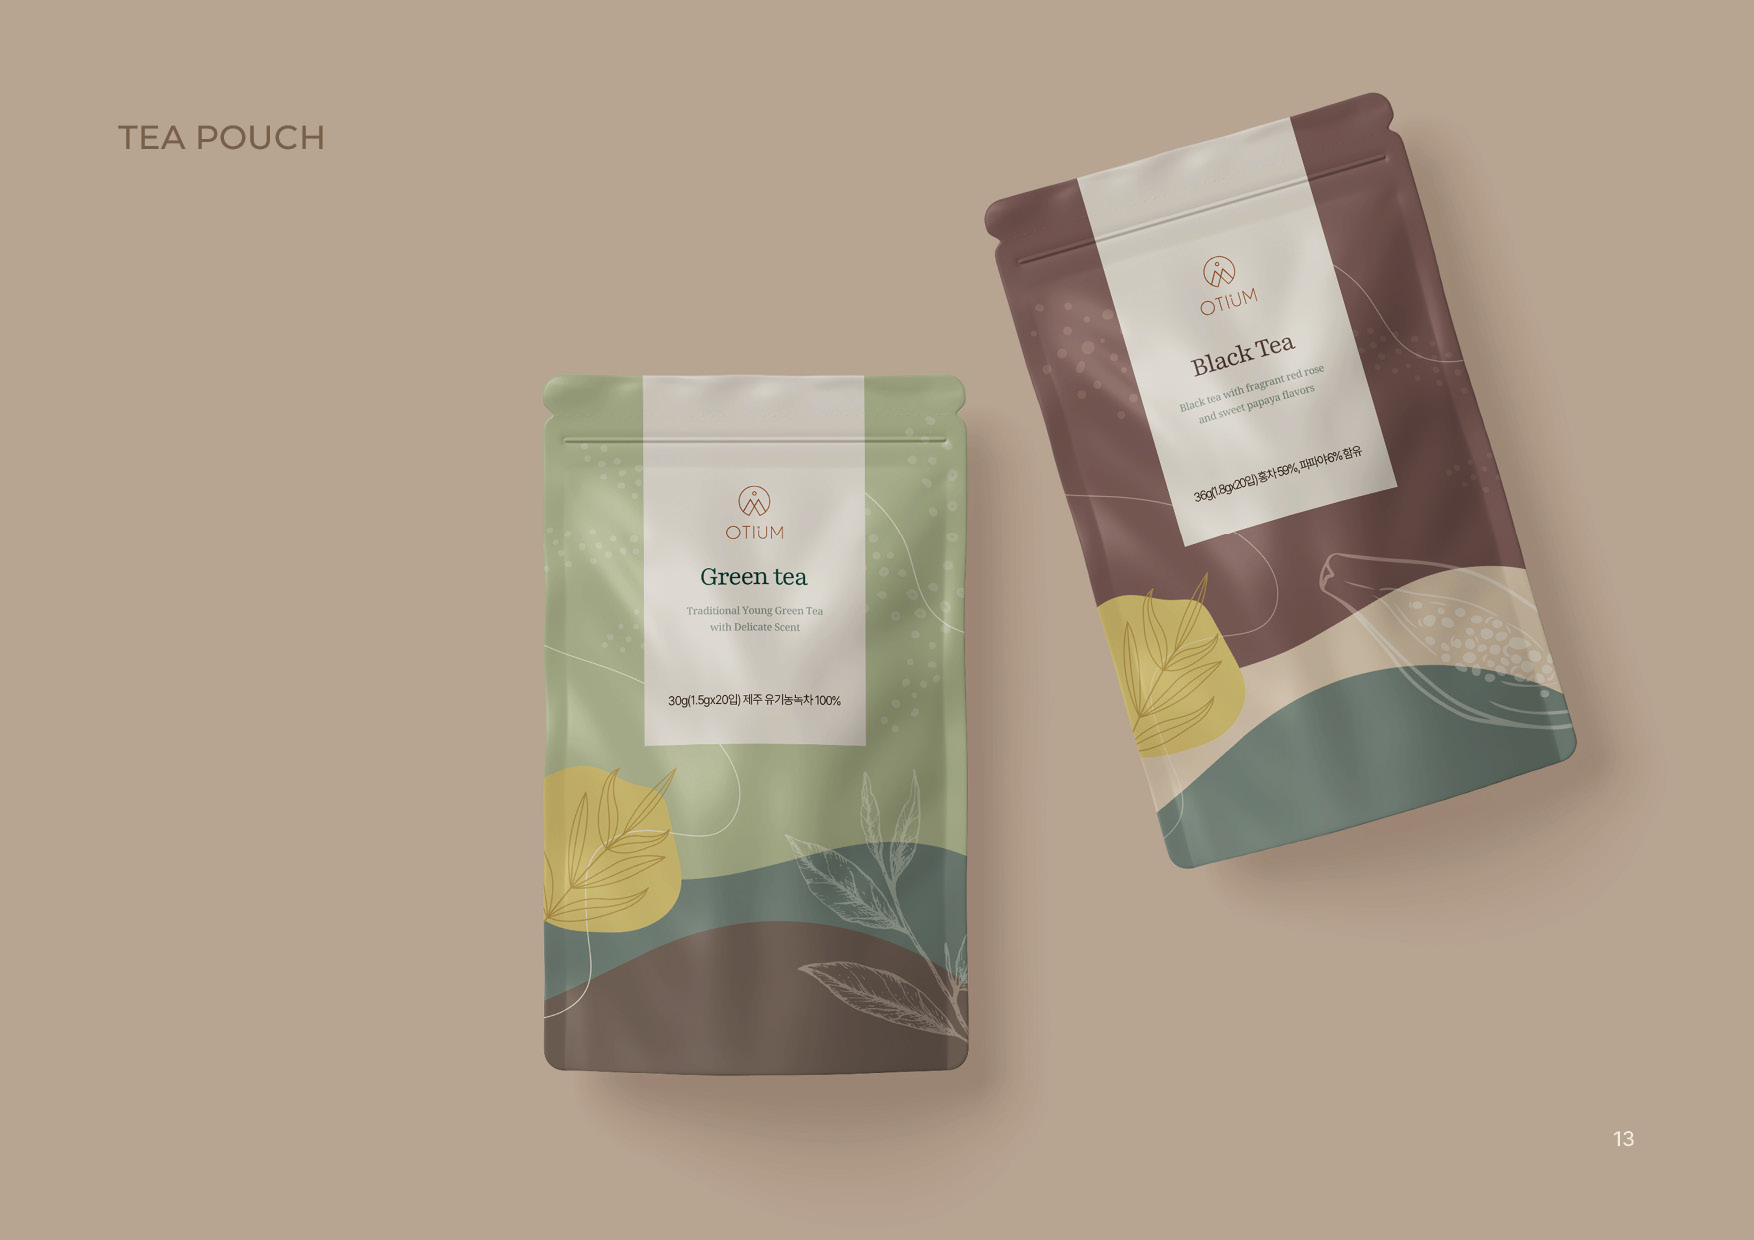 TEA POUCH
OTIUM
Green tea
Traditional Young Green Tea
with Delicate Scent
30g(1.5gx20입) 제주 유기농녹차 100%
OTIUM
Black Tea
Black tea with fragrant red rose
and sweet papaya flavors
36g(1.8gx20입) 홍차 59%, 파파야 6% 함유
13